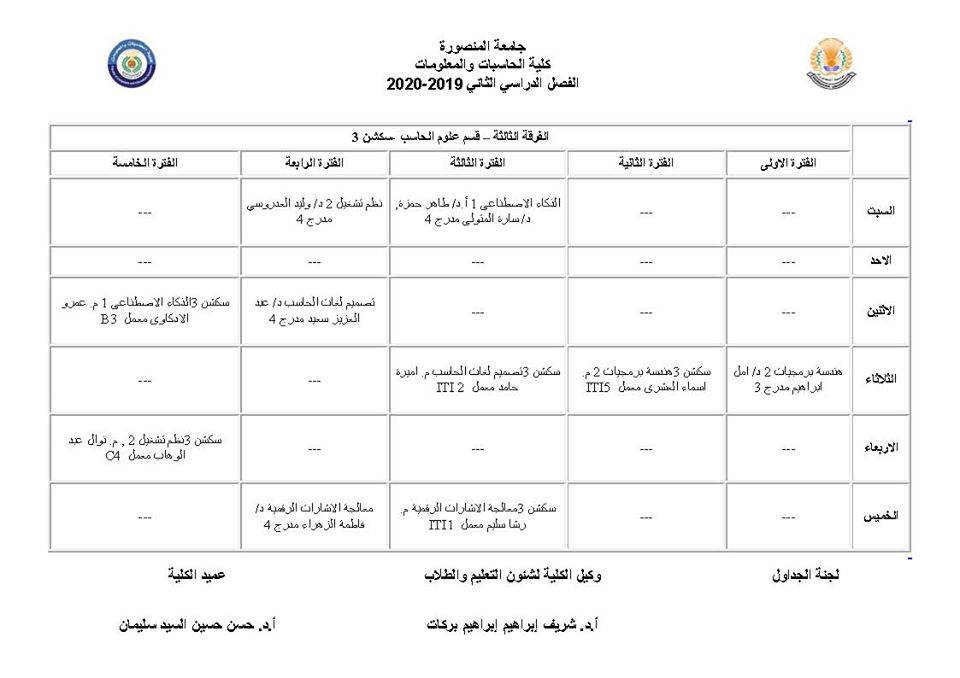 جامعة المنصورة
كلية الحاسبات والمعلومات
الفصل الدراسي الثاني 2019-2020
الفرقة الثالثة – قسم علوم الحاسب -سكشن 3
الفترة الاولى
الفترة الثانية
الفترة الثالثة
الفترة الرابعة
الفترة الخامسة
السبت
---
---
الذكاء الاصطناعى 1 أ.د/ طاهر حمزة,
د/ سارة المتولى مدرج 4
نظم تشغيل 2 د/ وليد العدروسي
مدرج 4
---
الاحد
---
---
---
---
---
الاثنين
---
---
---
تصميم لغات الحاسب د/ عبد
العزيز سعيد مدرج 4
سكشن 3الذكاء الاصطناعى 1 م. عمرو
الادكاوى معمل B3
الثلاثاء
هندسة برمجيات 2 د/ امل
ابراهيم مدرج 3
سكشن 3هندسة برمجيات 2 م.
اسماء العشرى معمل ITI5
سكشن 3تصميم لغات الحاسب م. اميرة
حامد معمل ITI 2
---
---
الاربعاء
---
---
---
---
سكشن 3نظم تشغيل 2 , م. نوال عبد
الوهاب معمل C4
الخميس
---
---
سكشن 3معالجة الاشارات الرقمية م.
رشا سليم معمل ITI1
معالجة الاشارات الرقمية د/
فاطمة الزهراء مدرج 4
---
لجنة الجداول
وكيل الكلية لشئون التعليم والطلاب
عميد الكلية
أ.د. شريف إبراهيم إبراهيم بركات
أ.د. حسن حسين السيد سليمان